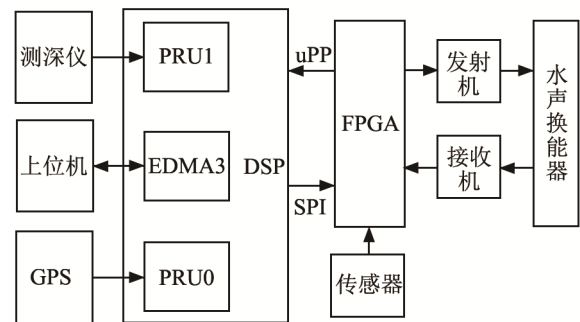 测深仪
PRU1
uPP
FPGA
发射
机
水
声
换
能
器
上位机
EDMA3
DSP
接收
机
SPI
GPS
PRU0
传感器